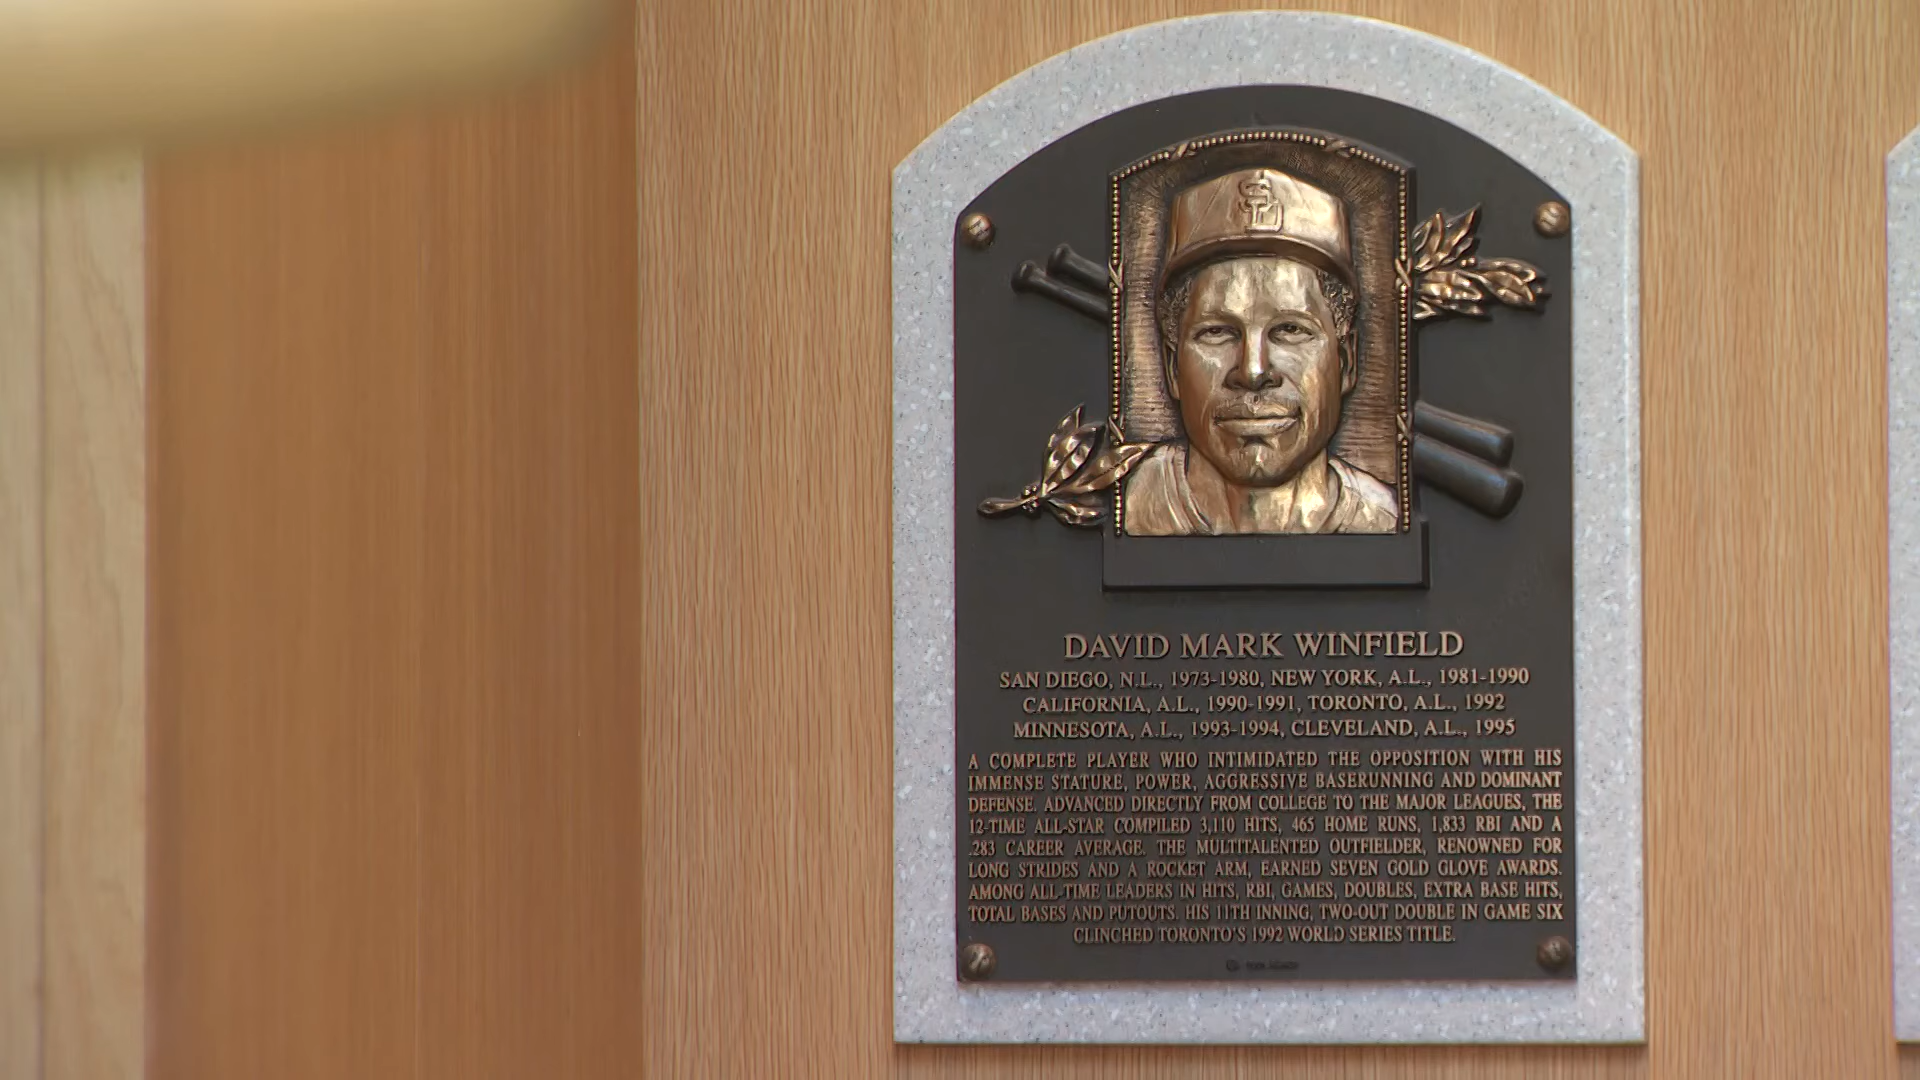 SD
DAVID MARK WINFIELD
SAN DIEGO, N.L., 1973-1980, NEW YORK, A.L., 1981-1990
CALIFORNIA, A.L., 1990-1991, TORONTO, A.L., 1992
MINNESOTA, A.L., 1993-1994, CLEVELAND, A.L., 1995
A COMPLETE PLAYER WHO INTIMIDATED THE OPPOSITION WITH HIS
IMMENSE STATURE, POWER, AGGRESSIVE BASERUNNING AND DOMINANT
DEFENSE. ADVANCED DIRECTLY FROM COLLEGE TO THE MAJOR LEAGUES, THE
12-TIME ALL-STAR COMPILED 3,110 HITS, 465 HOME RUNS, 1,833 RBI AND A
.283 CAREER AVERAGE. THE MULTITALENTED OUTFIELDER, RENOWNED FOR
LONG STRIDES AND A ROCKET ARM, EARNED SEVEN GOLD GLOVE AWARDS.
AMONG ALL-TIME LEADERS IN HITS, RBI, GAMES, DOUBLES, EXTRA BASE HITS,
TOTAL BASES AND PUTOUTS. HIS 11TH INNING, TWO-OUT DOUBLE IN GAME SIX
CLINCHED TORONTO'S 1992 WORLD SERIES TITLE.